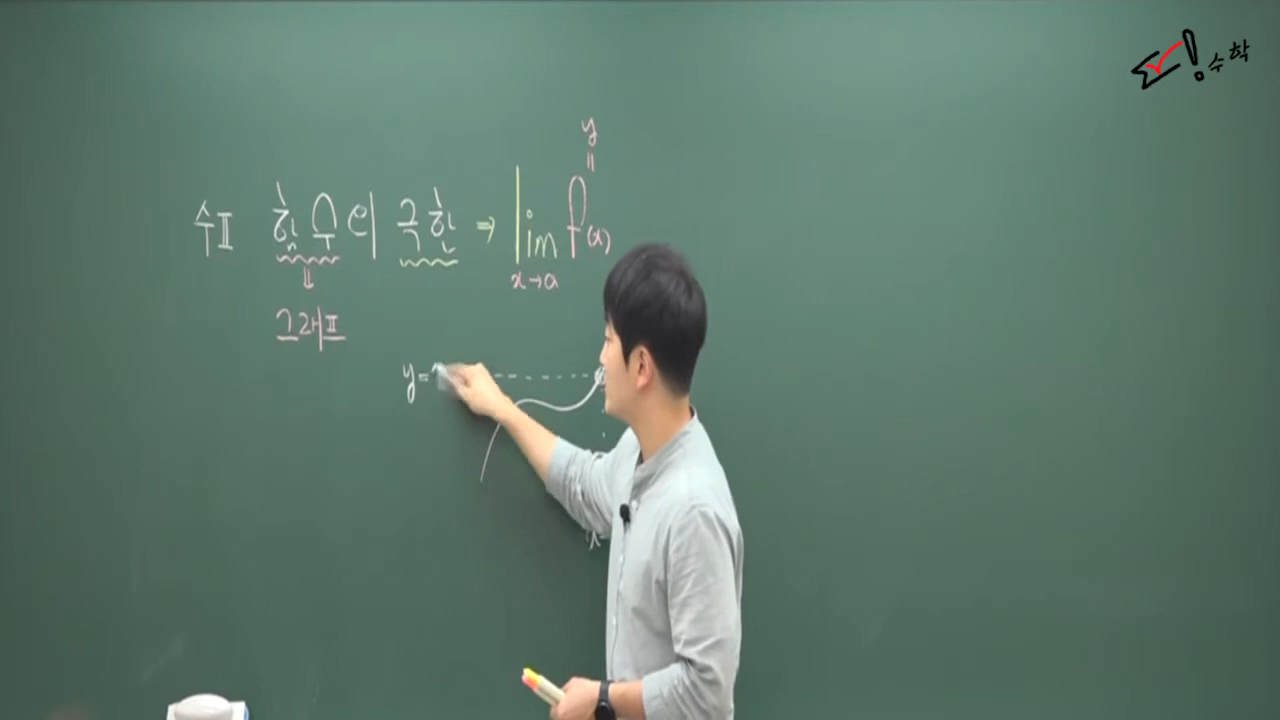 수학
y
=
수Ⅱ 함수의 극한 ⇒ lim f(x)
x→a
⇓
그래프
y=
x